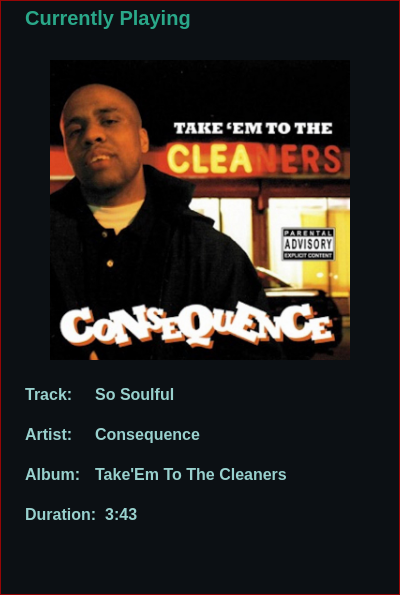 Currently Playing
TAKE ‘EM TO THE
CLEANERS
PARENTAL
ADVISORY
EXPLICIT CONTENT
CONSEQUENCE
Track: So Soulful
Artist: Consequence
Album: Take'Em To The Cleaners
Duration: 3:43